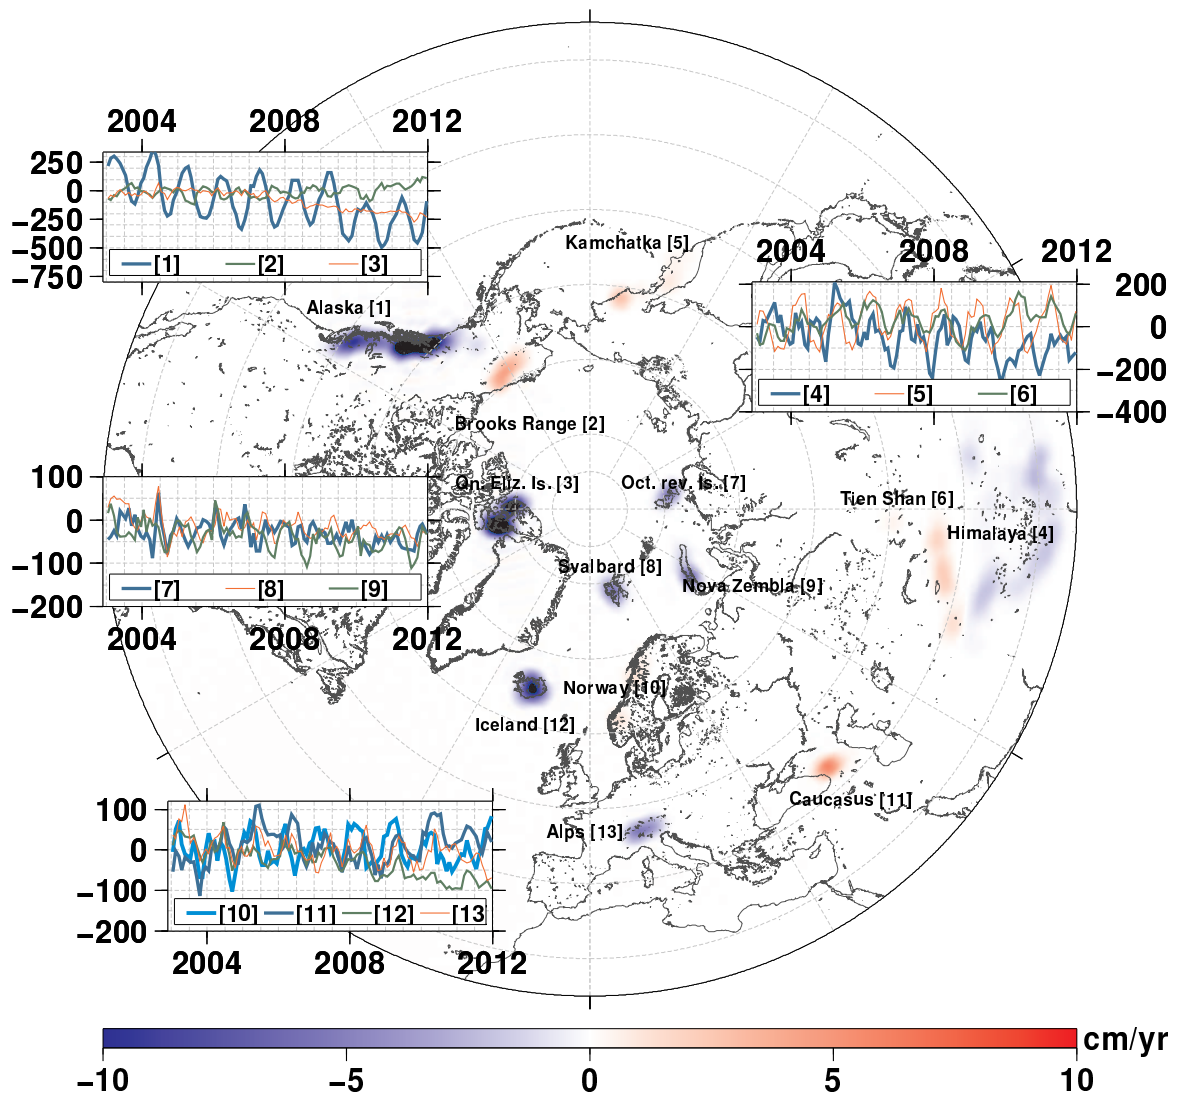 2004 2008 2012
250
0
−250
−500
−750
[1] [2] [3]
Kamchatka [5]
2004 2008 2012
200
0
−200
−400
[4] [5] [6]
Alaska [1]
Brooks Range [2]
Qn. Eliz. Is. [3]
Oct. rev. Is. [7]
Tien Shan [6]
Himalaya [4]
100
0
−100
−200
[7] [8] [9]
2004 2008 2012
Svalbard [8]
Nova Zembla [9]
Norway [10]
Iceland [12]
Caucasus [11]
Alps [13]
100
0
−100
−200
[10] [11] [12] [13
2004 2008 2012
cm/yr
−10 −5 0 5 10